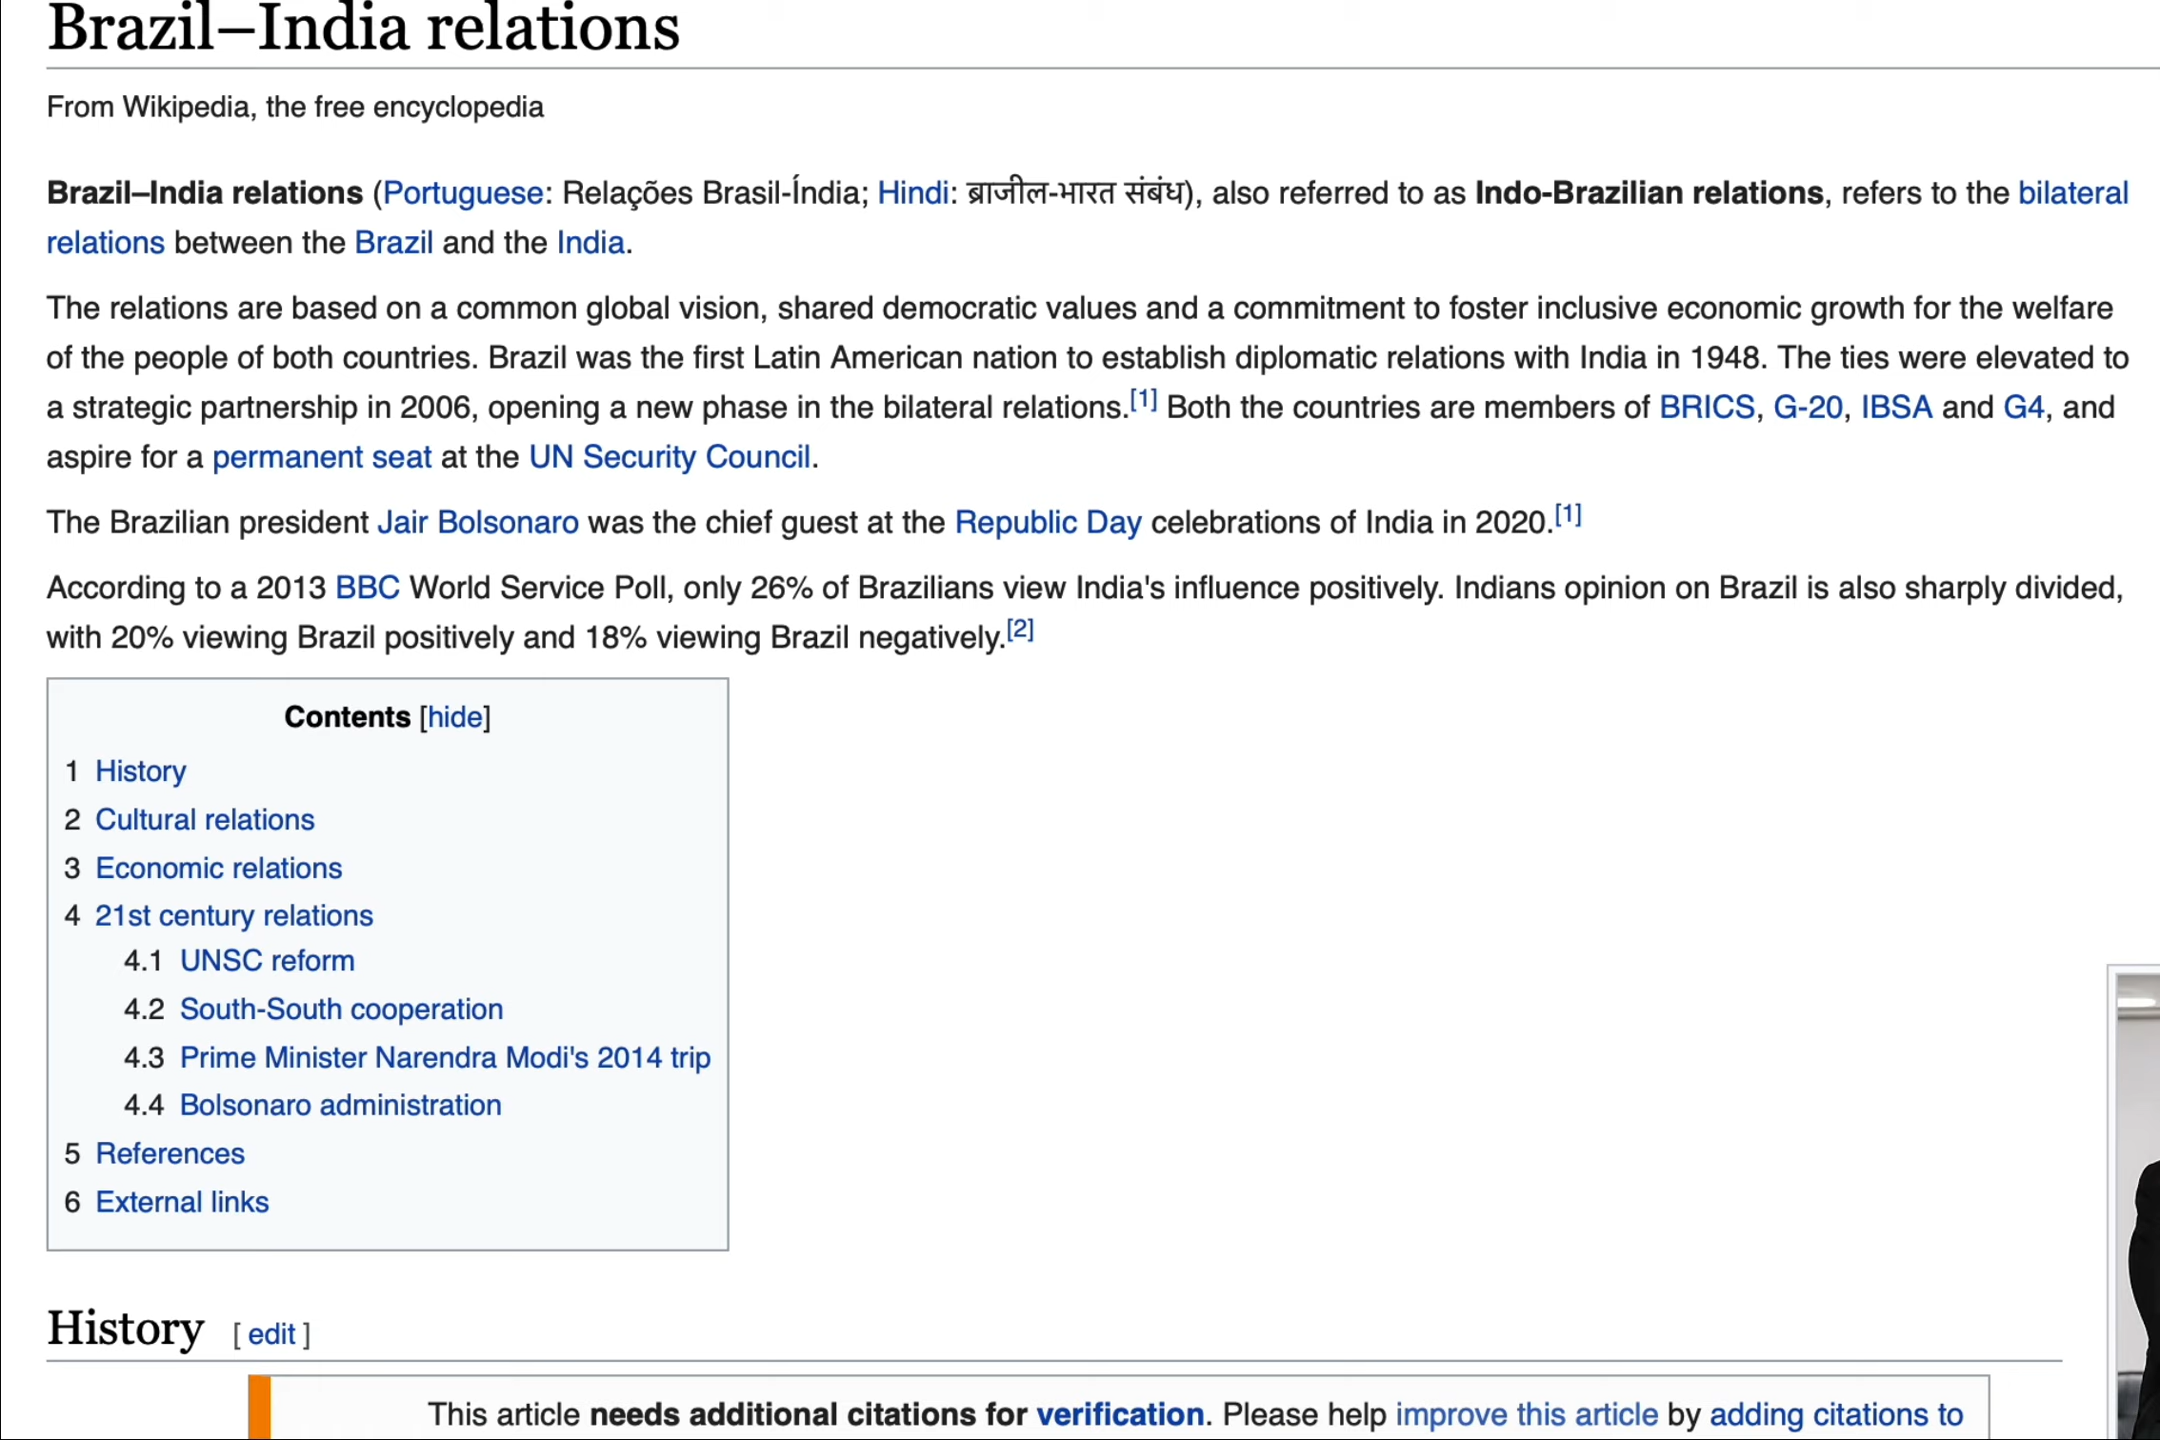 Brazil–India relations
From Wikipedia, the free encyclopedia
Brazil–India relations (Portuguese: Relações Brasil-Índia; Hindi: ब्राजील-भारत संबंध), also referred to as Indo-Brazilian relations, refers to the bilateral
relations between the Brazil and the India.
The relations are based on a common global vision, shared democratic values and a commitment to foster inclusive economic growth for the welfare
of the people of both countries. Brazil was the first Latin American nation to establish diplomatic relations with India in 1948. The ties were elevated to
a strategic partnership in 2006, opening a new phase in the bilateral relations.[1] Both the countries are members of BRICS, G-20, IBSA and G4, and
aspire for a permanent seat at the UN Security Council.
The Brazilian president Jair Bolsonaro was the chief guest at the Republic Day celebrations of India in 2020.[1]
According to a 2013 BBC World Service Poll, only 26% of Brazilians view India's influence positively. Indians opinion on Brazil is also sharply divided,
with 20% viewing Brazil positively and 18% viewing Brazil negatively.[2]
Contents [hide]
1 History
2 Cultural relations
3 Economic relations
4 21st century relations
4.1 UNSC reform
4.2 South-South cooperation
4.3 Prime Minister Narendra Modi's 2014 trip
4.4 Bolsonaro administration
5 References
6 External links
History [ edit ]
This article needs additional citations for verification. Please help improve this article by adding citations to